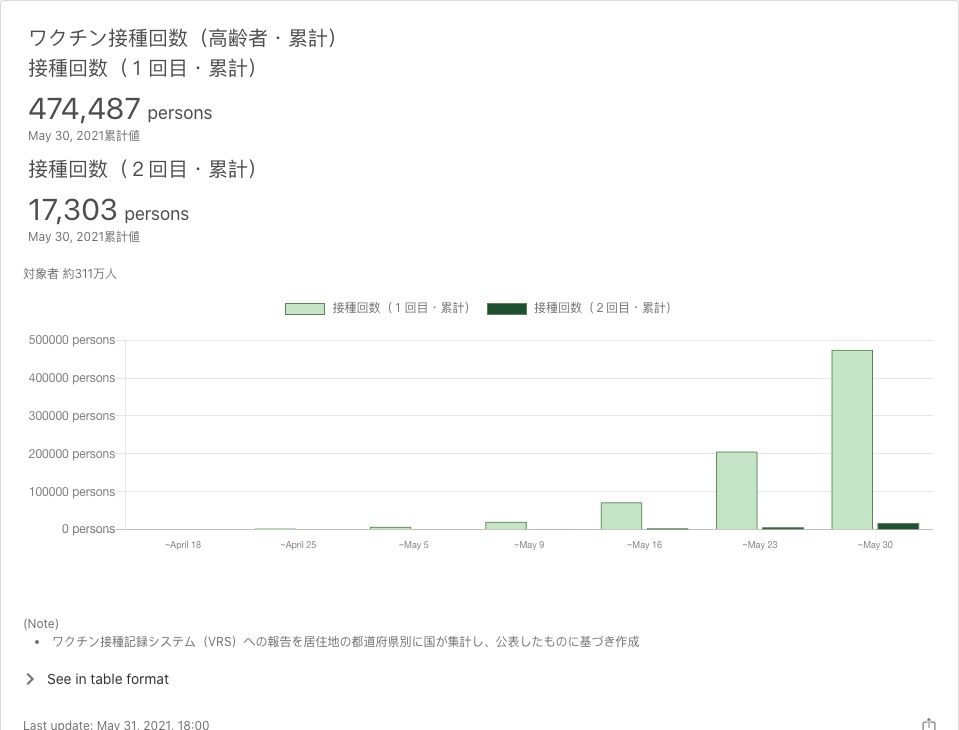 ワクチン接種回数（高齢者・累計）
接種回数（１回目・累計）
474,487 persons
May 30, 2021累計値
接種回数（２回目・累計）
17,303 persons
May 30, 2021累計値
対象者 約311万人
接種回数（１回目・累計） 接種回数（２回目・累計）
500000 persons
400000 persons
300000 persons
200000 persons
100000 persons
0 persons
~April 18 ~April 25 ~May 5 ~May 9 ~May 16 ~May 23 ~May 30
(Note)
• ワクチン接種記録システム（VRS）への報告を居住地の都道府県別に国が集計し、公表したものに基づき作成
See in table format
Last update: May 31, 2021, 18:00